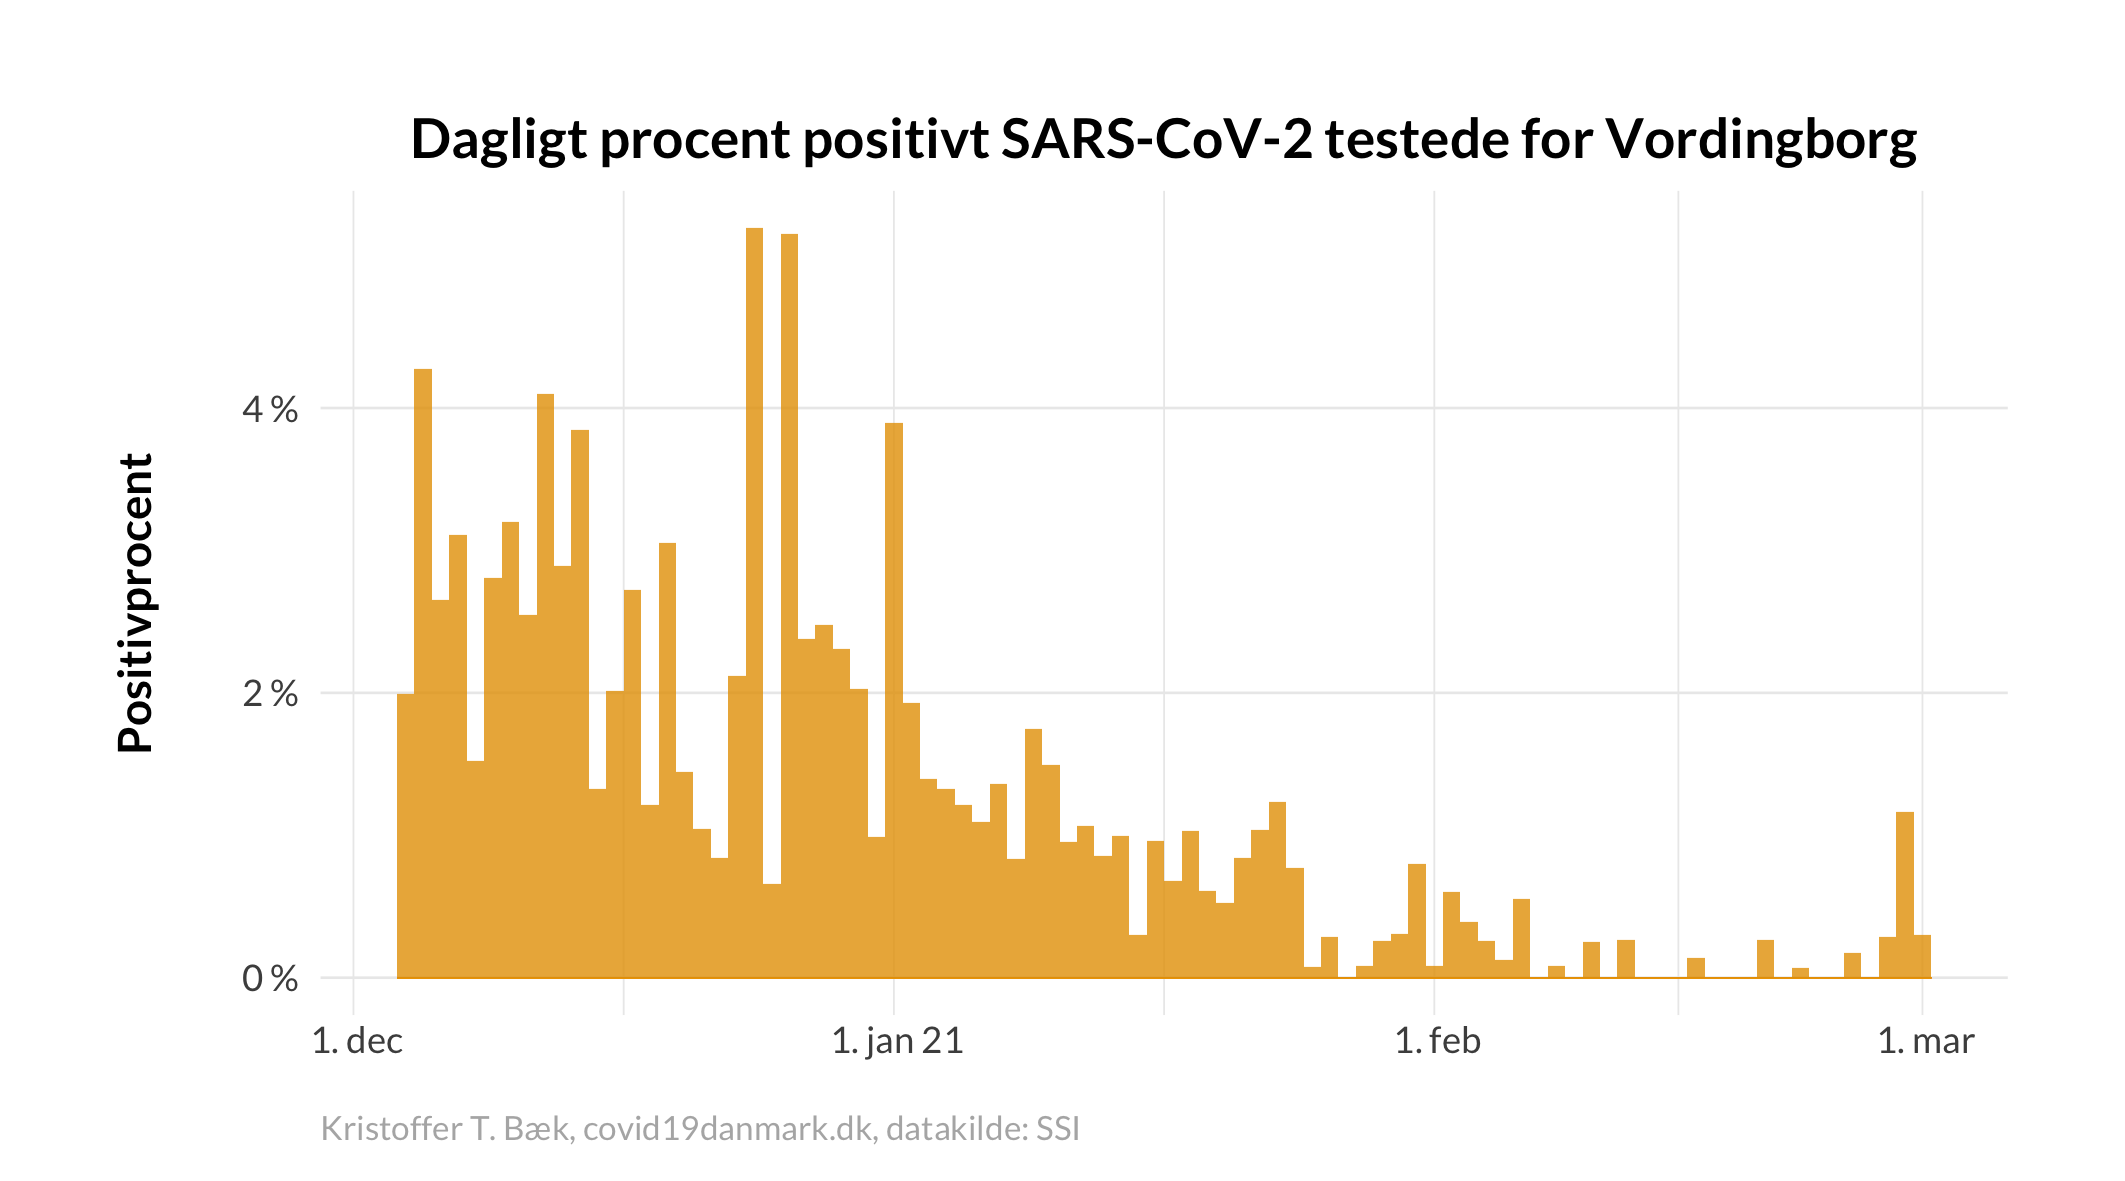 Dagligt procent positivt SARS-CoV-2 testede for Vordingborg
Positivprocent
4 %
2 %
0 %
1. dec
1. jan 21
1. feb
1. mar
Kristoffer T. Bæk, covid19danmark.dk, datakilde: SSI